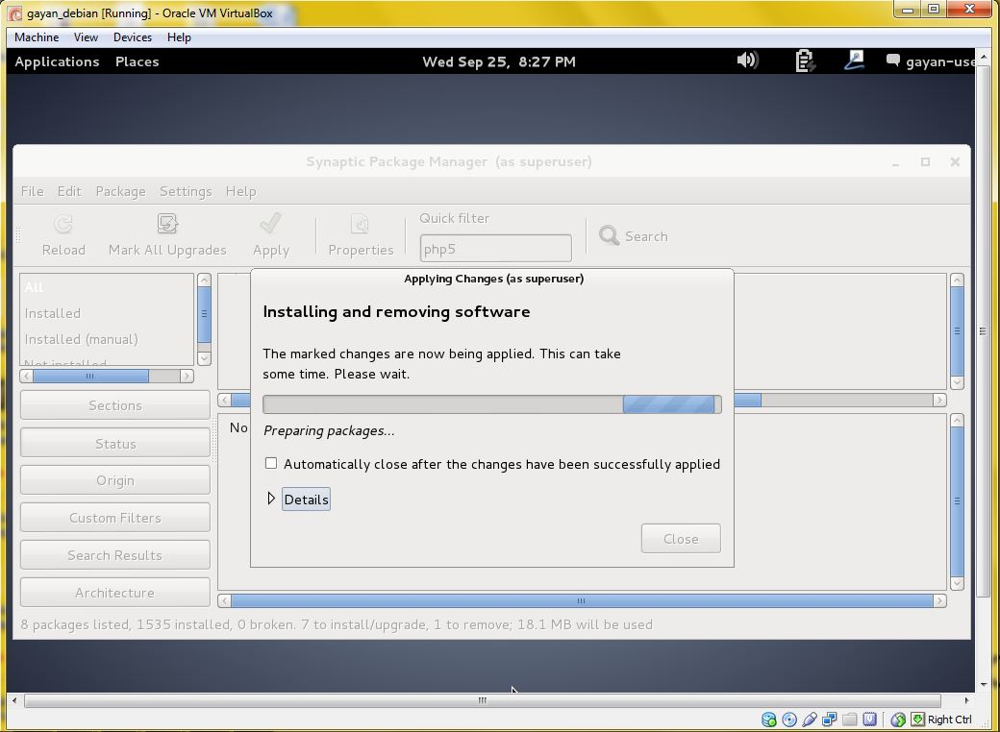 gayan_debian [Running] - Oracle VM VirtualBox
Machine View Devices Help
Applications Places Wed Sep 25, 8:27 PM gayan-use
Synaptic Package Manager (as superuser)
File Edit Package Settings Help
Reload Mark All Upgrades Apply Properties
Quick filter
php5
Search
All
Installed
Installed (manual)
Not installed
Sections
Status
Origin
Custom Filters
Search Results
Architecture
No
Applying Changes (as superuser)
Installing and removing software
The marked changes are now being applied. This can take
some time. Please wait.
Preparing packages...
Automatically close after the changes have been successfully applied
Details
Close
8 packages listed, 1535 installed, 0 broken. 7 to install/upgrade, 1 to remove; 18.1 MB will be used
Right Ctrl